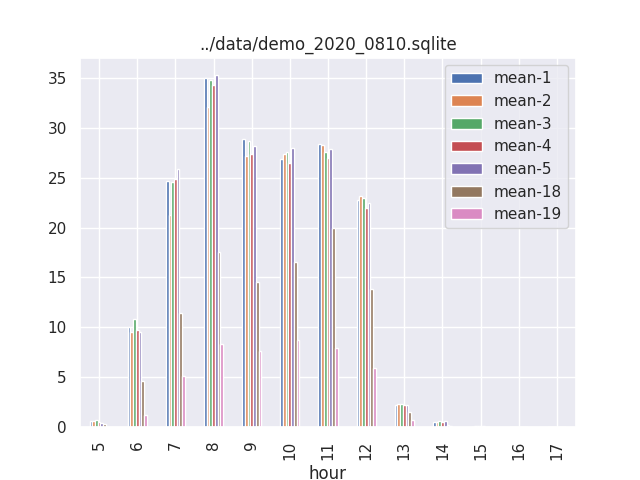 ../data/demo_2020_0810.sqlite
35
30
25
20
15
10
5
0
mean-1
mean-2
mean-3
mean-4
mean-5
mean-18
mean-19
5 6 7 8 9 10 11 12 13 14 15 16 17
hour